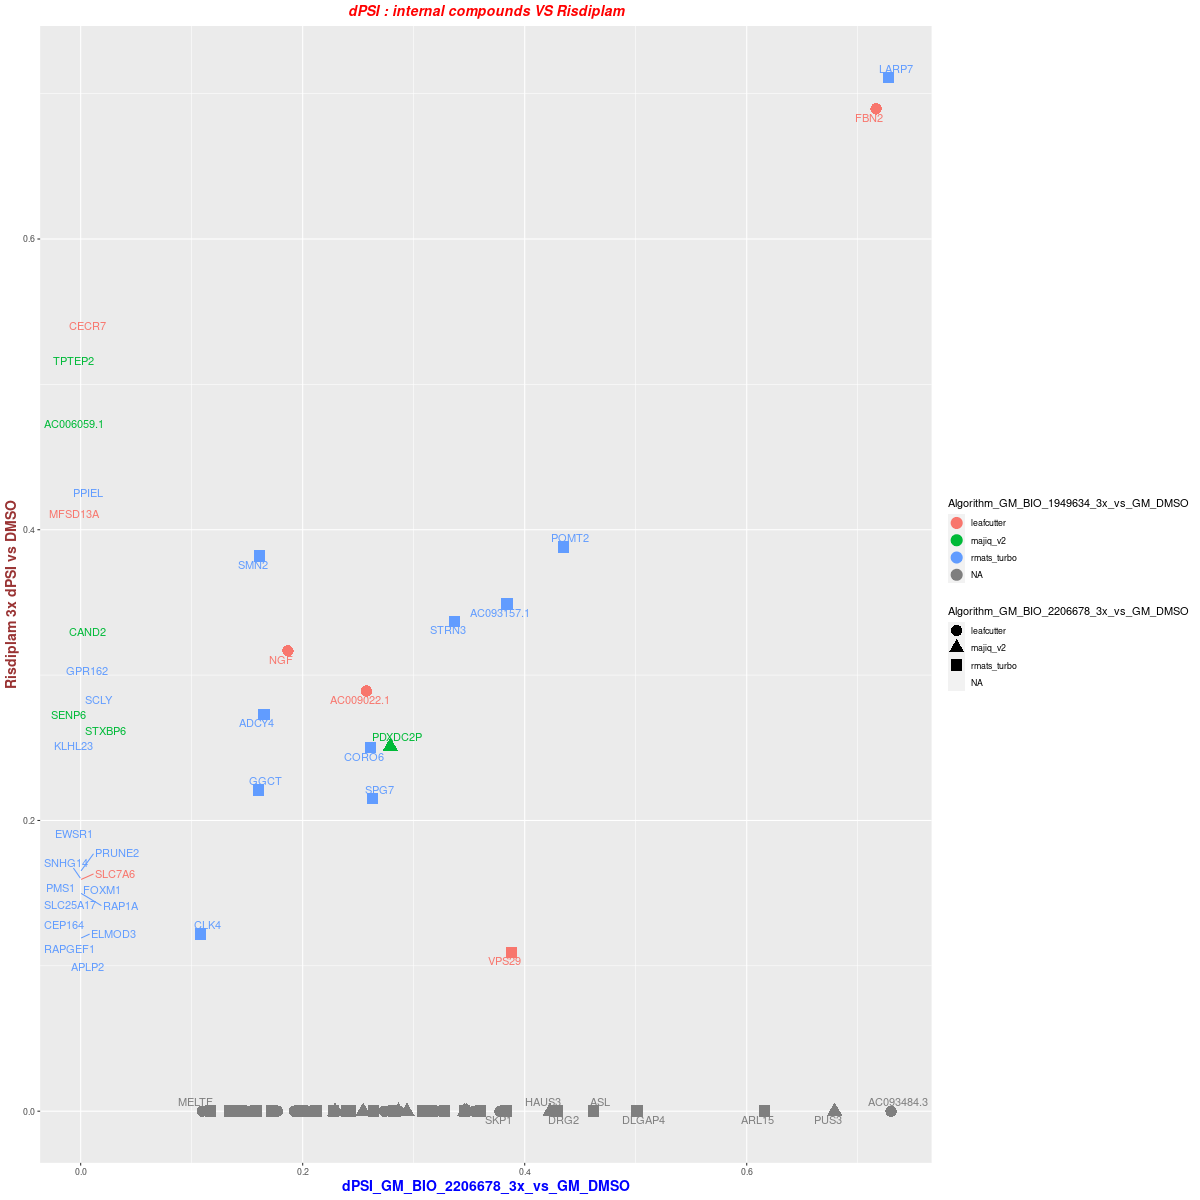 dPSI : internal compounds VS Risdiplam
LARP7
FBN2
0.6
CECR7
TPTEP2
AC006059.1
PPIEL
MFSD13A
0.4
POMT2
SMN2
AC093157.1
STRN3
CAND2
NGF
GPR162
AC009022.1
SCLY
SENP6
ADCY4
STXBP6
PDXDC2P
KLHL23
CORO6
GGCT
SPG7
0.2
EWSR1
PRUNE2
SNHG14
SLC7A6
PMS1
FOXM1
SLC25A17
RAP1A
CEP164
CLK4
ELMOD3
RAPGEF1
VPS29
APLP2
MELTF
HAUS3
ASL
AC093484.3
0.0
SKP1
DRG2
DLGAP4
ARL15
PUS3
0.0
0.2
0.4
0.6
dPSI_GM_BIO_2206678_3x_vs_GM_DMSO
Risdiplam 3x dPSI vs DMSO
Algorithm_GM_BIO_1949634_3x_vs_GM_DMSO
leafcutter
majiq_v2
rmats_turbo
NA
Algorithm_GM_BIO_2206678_3x_vs_GM_DMSO
leafcutter
majiq_v2
rmats_turbo
NA